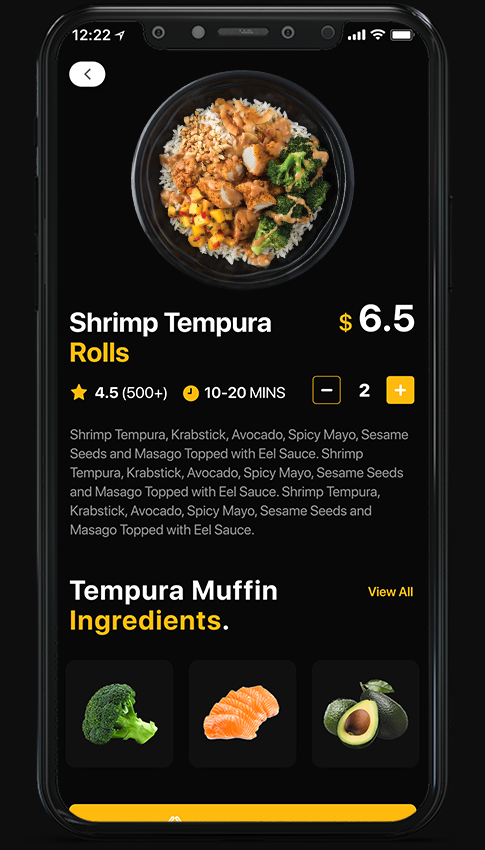 12:22
Shrimp Tempura
$ 6.5
Rolls
4.5 (500+) 10-20 MINS
2
Shrimp Tempura, Krabstick, Avocado, Spicy Mayo, Sesame
Seeds and Masago Topped with Eel Sauce. Shrimp
Tempura, Krabstick, Avocado, Spicy Mayo, Sesame Seeds
and Masago Topped with Eel Sauce. Shrimp Tempura,
Krabstick, Avocado, Spicy Mayo, Sesame Seeds and
Masago Topped with Eel Sauce.
Tempura Muffin
View All
Ingredients.